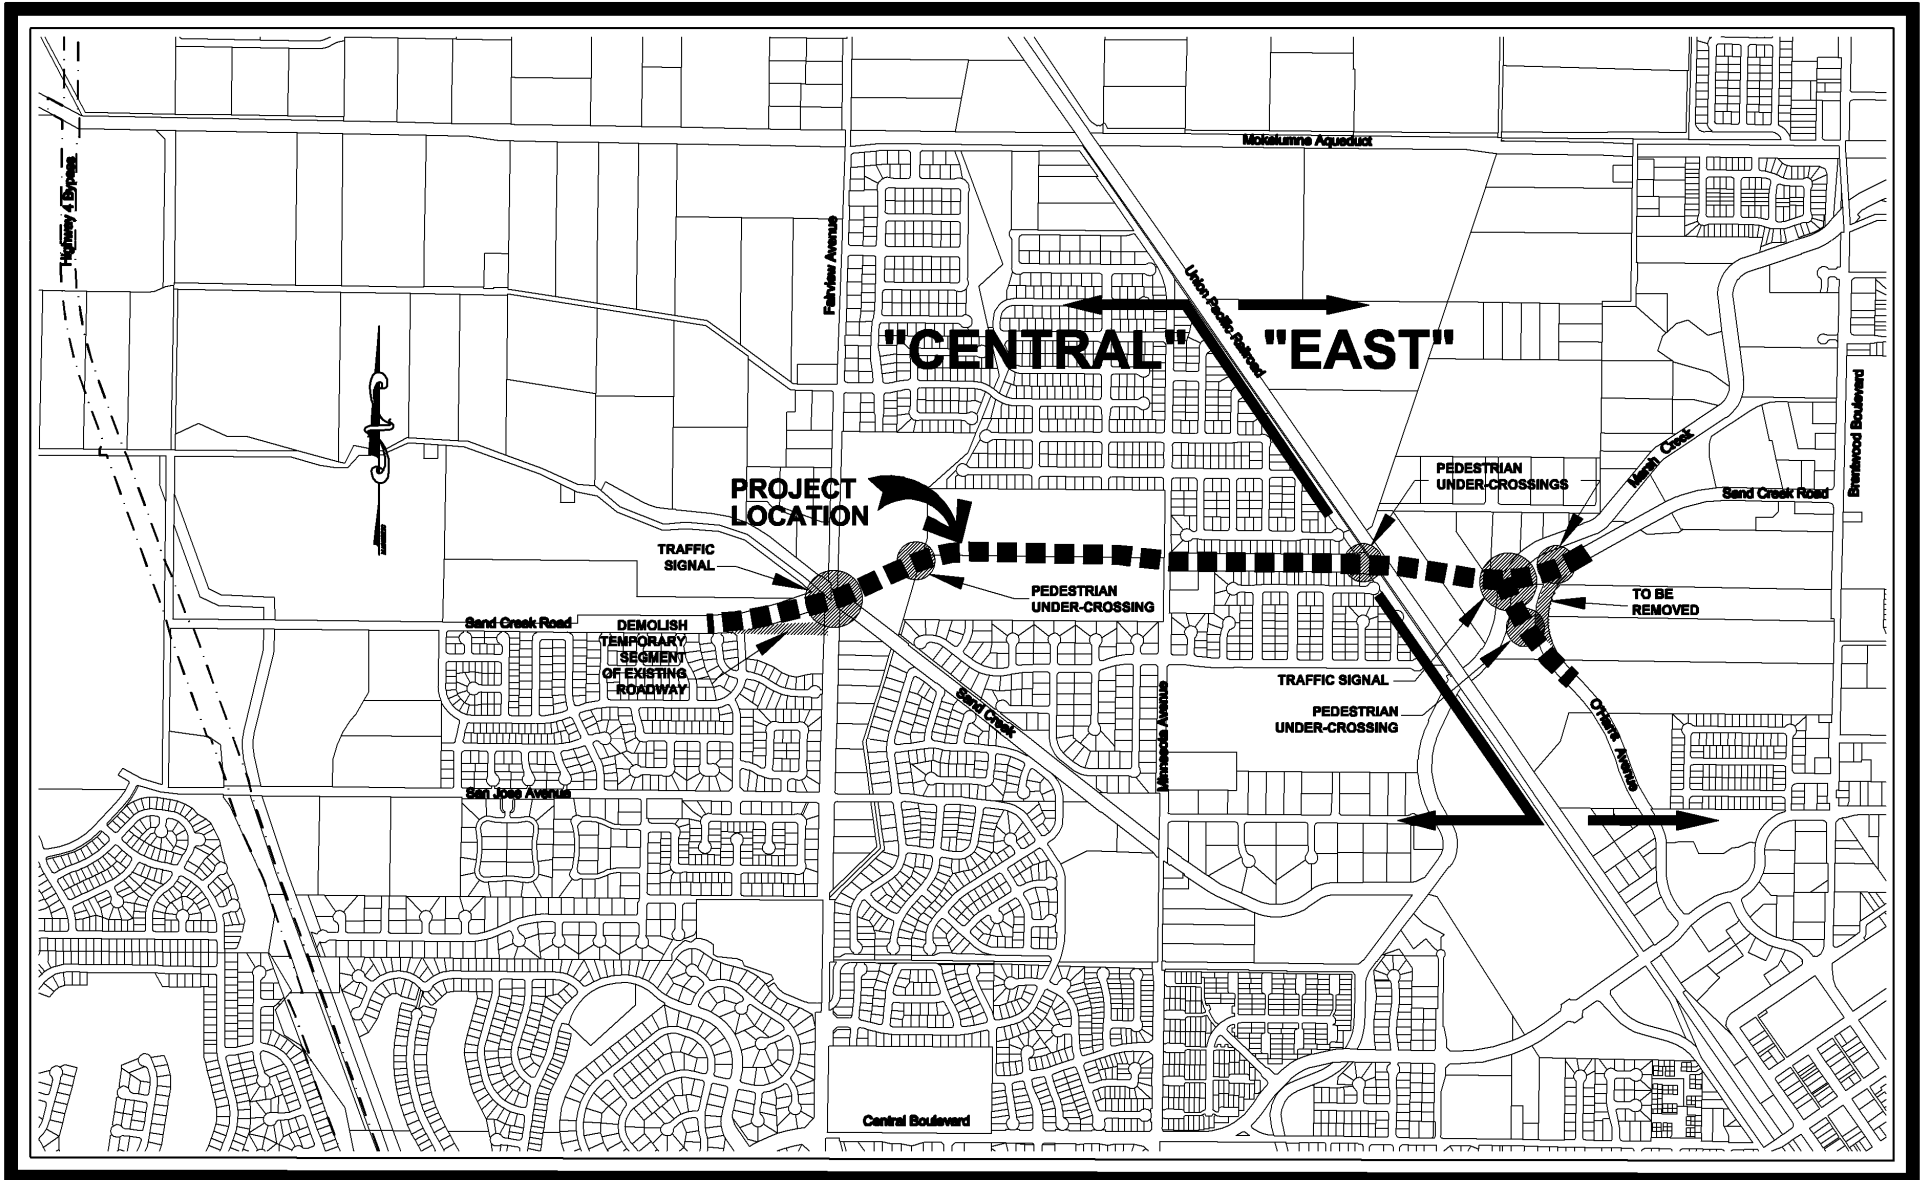 Mokelumne Aqueduct
Highway 4 Bypass
Fairview Avenue
Union Pacific Railroad
"CENTRAL"
"EAST"
Brentwood Boulevard
Marsh Creek
PEDESTRIAN
UNDER-CROSSINGS
Sand Creek Road
PROJECT
LOCATION
TRAFFIC
SIGNAL
PEDESTRIAN
UNDER-CROSSING
TO BE
REMOVED
Sand Creek Road
DEMOLISH
TEMPORARY
SEGMENT
OF EXISTING
ROADWAY
TRAFFIC SIGNAL
PEDESTRIAN
UNDER-CROSSING
Sand Creek
Minnesota Avenue
O'Hara Avenue
San Jose Avenue
Central Boulevard